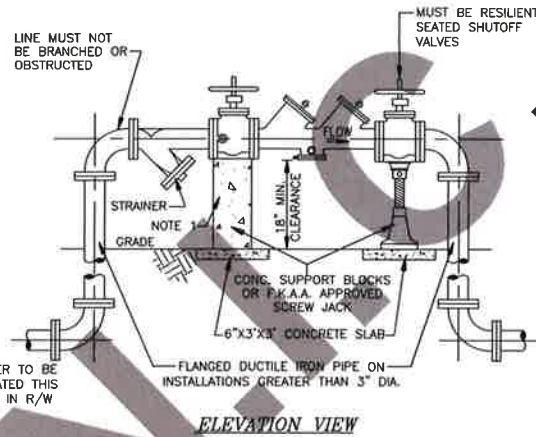 LINE MUST NOT
BE BRANCHED OR
OBSTRUCTED
MUST BE RESILIENT
SEATED SHUTOFF
VALVES
FLOW
STRAINER
NOTE 1
GRADE
18" MIN.
CLEARANCE
CONC. SUPPORT BLOCKS
OR F.K.A.A. APPROVED
SCREW JACK
6"X3'X3' CONCRETE SLAB
ER TO BE
ATED THIS
IN R/W
FLANGED DUCTILE IRON PIPE ON
INSTALLATIONS GREATER THAN 3" DIA.
ELEVATION VIEW